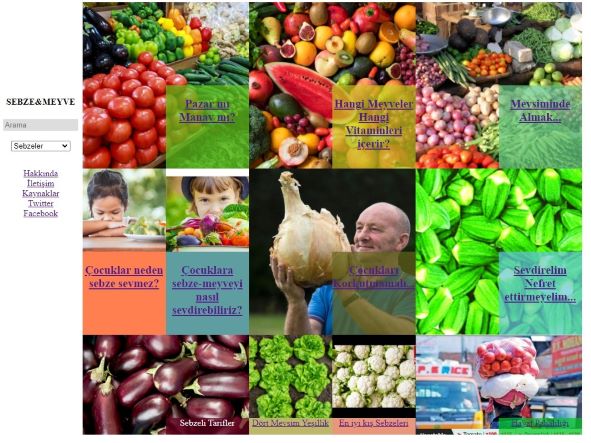 SEBZE&MEYVE
Arama
Sebzeler
Hakkında
İletişim
Kaynaklar
Twitter
Facebook
Pazar mı
Manav mı?
Hangi Meyveler
Hangi
Vitaminleri
içerir?
Mevsiminde
Almak...
Çocuklar neden
sebze sevmez?
Çocuklara
sebze-meyveyi
nasıl
sevdirebiliriz?
Çocukları
Korkutmamalı...
Sevdirelim
Nefret
ettirmeyelim...
Sebzeli Tarifler
Dört Mevsim Yeşillik
En iyi kış Sebzeleri
Hayat Pahalılığı